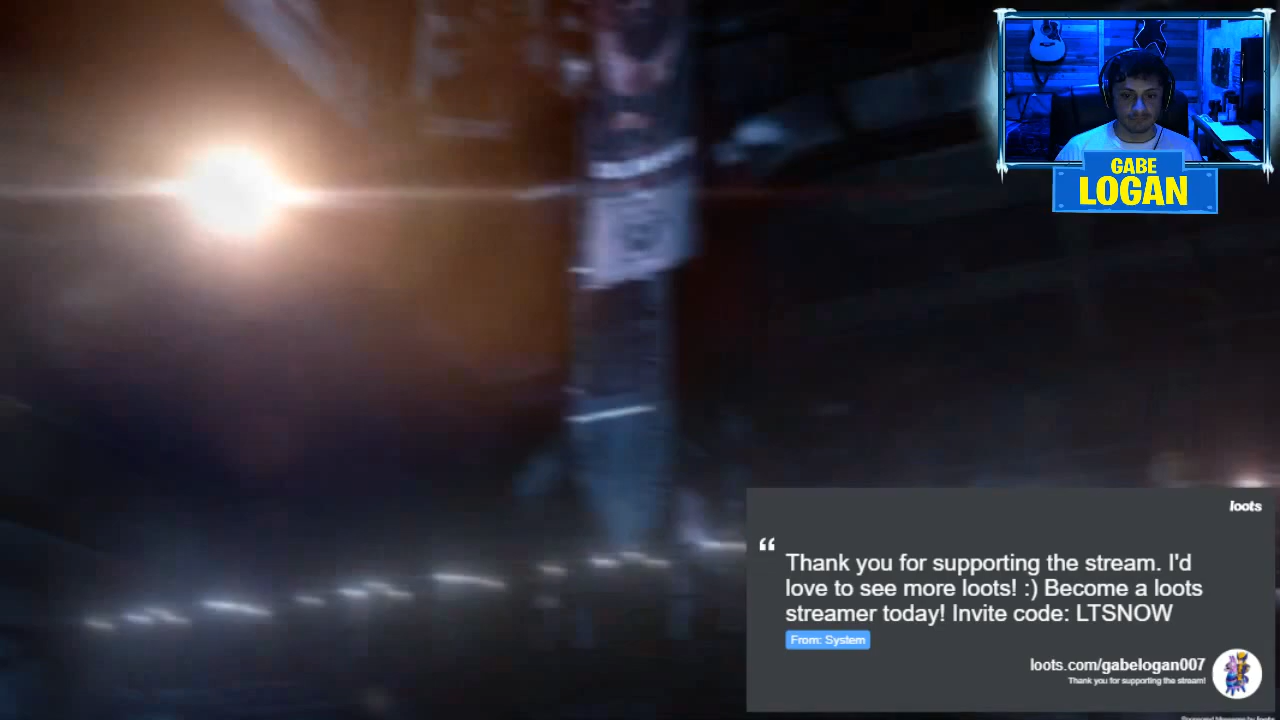 GABE
LOGAN
loots
“
Thank you for supporting the stream. I'd
love to see more loots! :) Become a loots
streamer today! Invite code: LTSNOW
From: System
loots.com/gabelogan007
Thank you for supporting the stream!